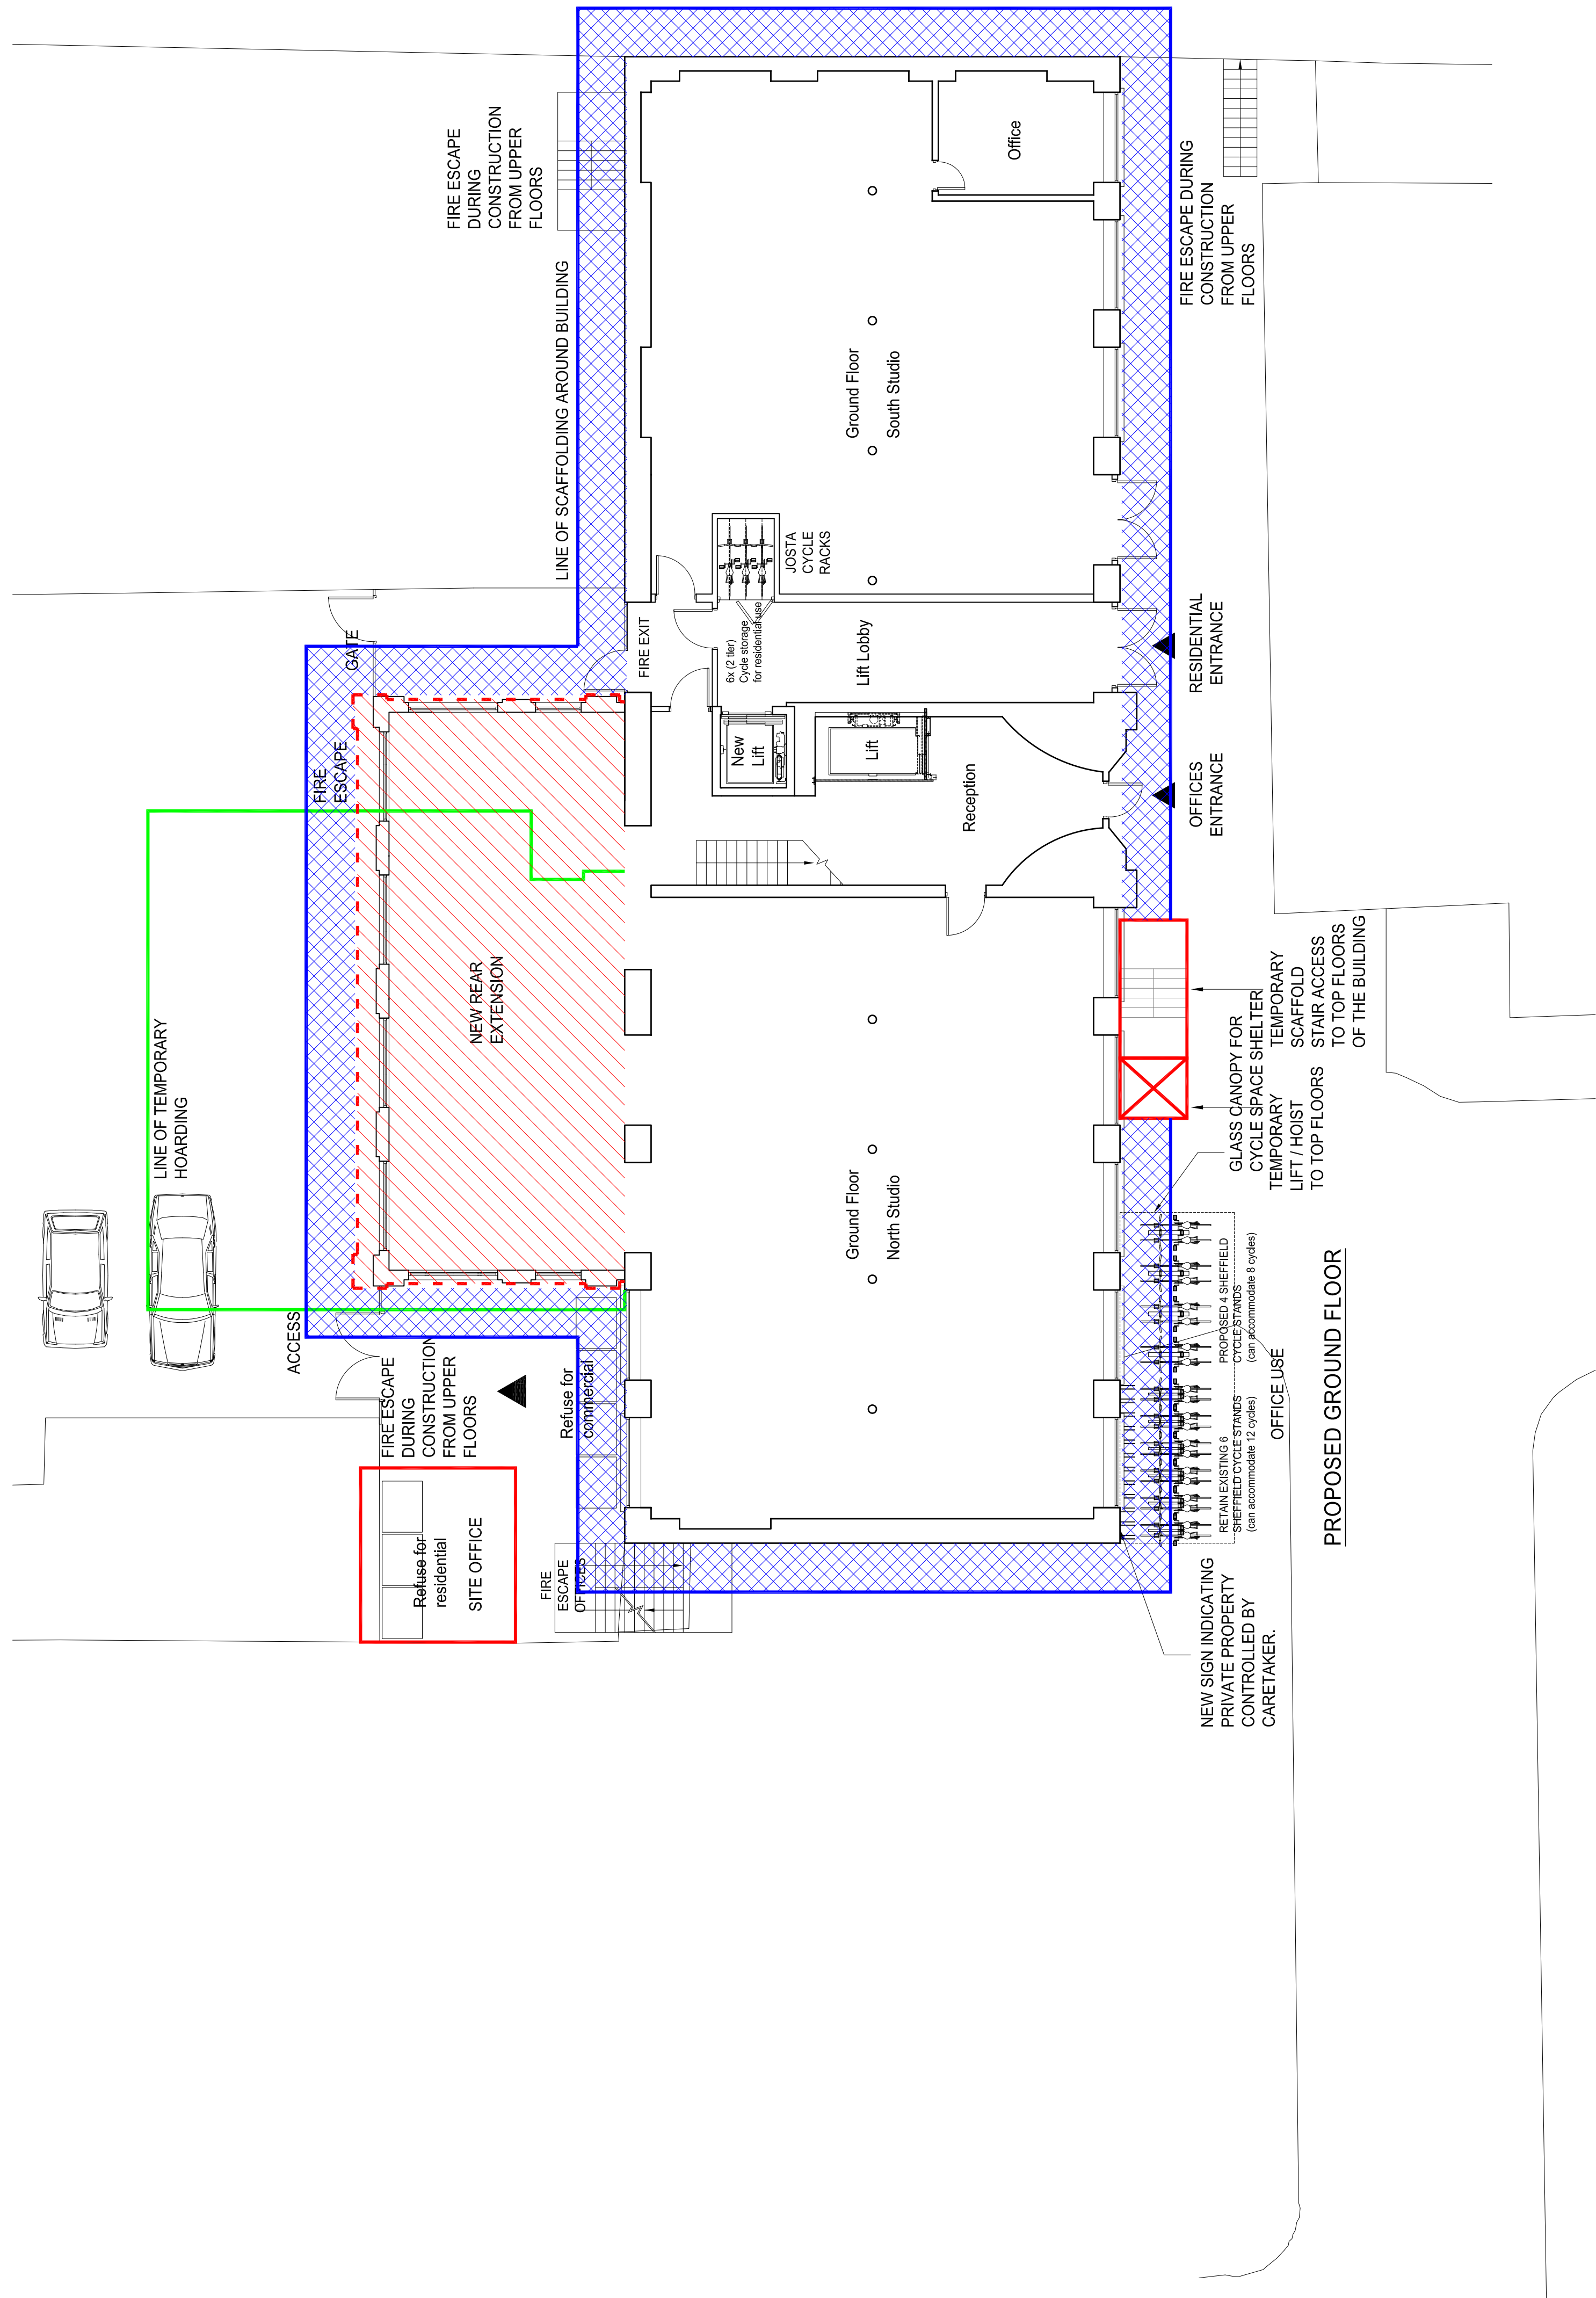 FIRE ESCAPE
DURING
CONSTRUCTION
FROM UPPER
FLOORS
LINE OF SCAFFOLDING AROUND BUILDING
GATE
FIRE
ESCAPE
LINE OF TEMPORARY
HOARDING
ACCESS
FIRE ESCAPE
DURING
CONSTRUCTION
FROM UPPER
FLOORS
Refuse for
commercial
Refuse for
residential
SITE OFFICE
FIRE
ESCAPE
OFFICES
NEW REAR
EXTENSION
FIRE EXIT
6x (2 tier)
Cycle storage
for residential use
JOSTA
CYCLE
RACKS
Office
Ground Floor
South Studio
Lift Lobby
New
Lift
Lift
Reception
Ground Floor
North Studio
FIRE ESCAPE DURING
CONSTRUCTION
FROM UPPER
FLOORS
RESIDENTIAL
ENTRANCE
OFFICES
ENTRANCE
TEMPORARY
SCAFFOLD
STAIR ACCESS
TO TOP FLOORS
OF THE BUILDING
GLASS CANOPY FOR
CYCLE SPACE SHELTER
TEMPORARY
LIFT / HOIST
TO TOP FLOORS
PROPOSED 4 SHEFFIELD
CYCLE STANDS
(can accommodate 8 cycles)
RETAIN EXISTING 6
SHEFFIELD CYCLE STANDS
(can accommodate 12 cycles)
OFFICE USE
NEW SIGN INDICATING
PRIVATE PROPERTY
CONTROLLED BY
CARETAKER.
PROPOSED GROUND FLOOR